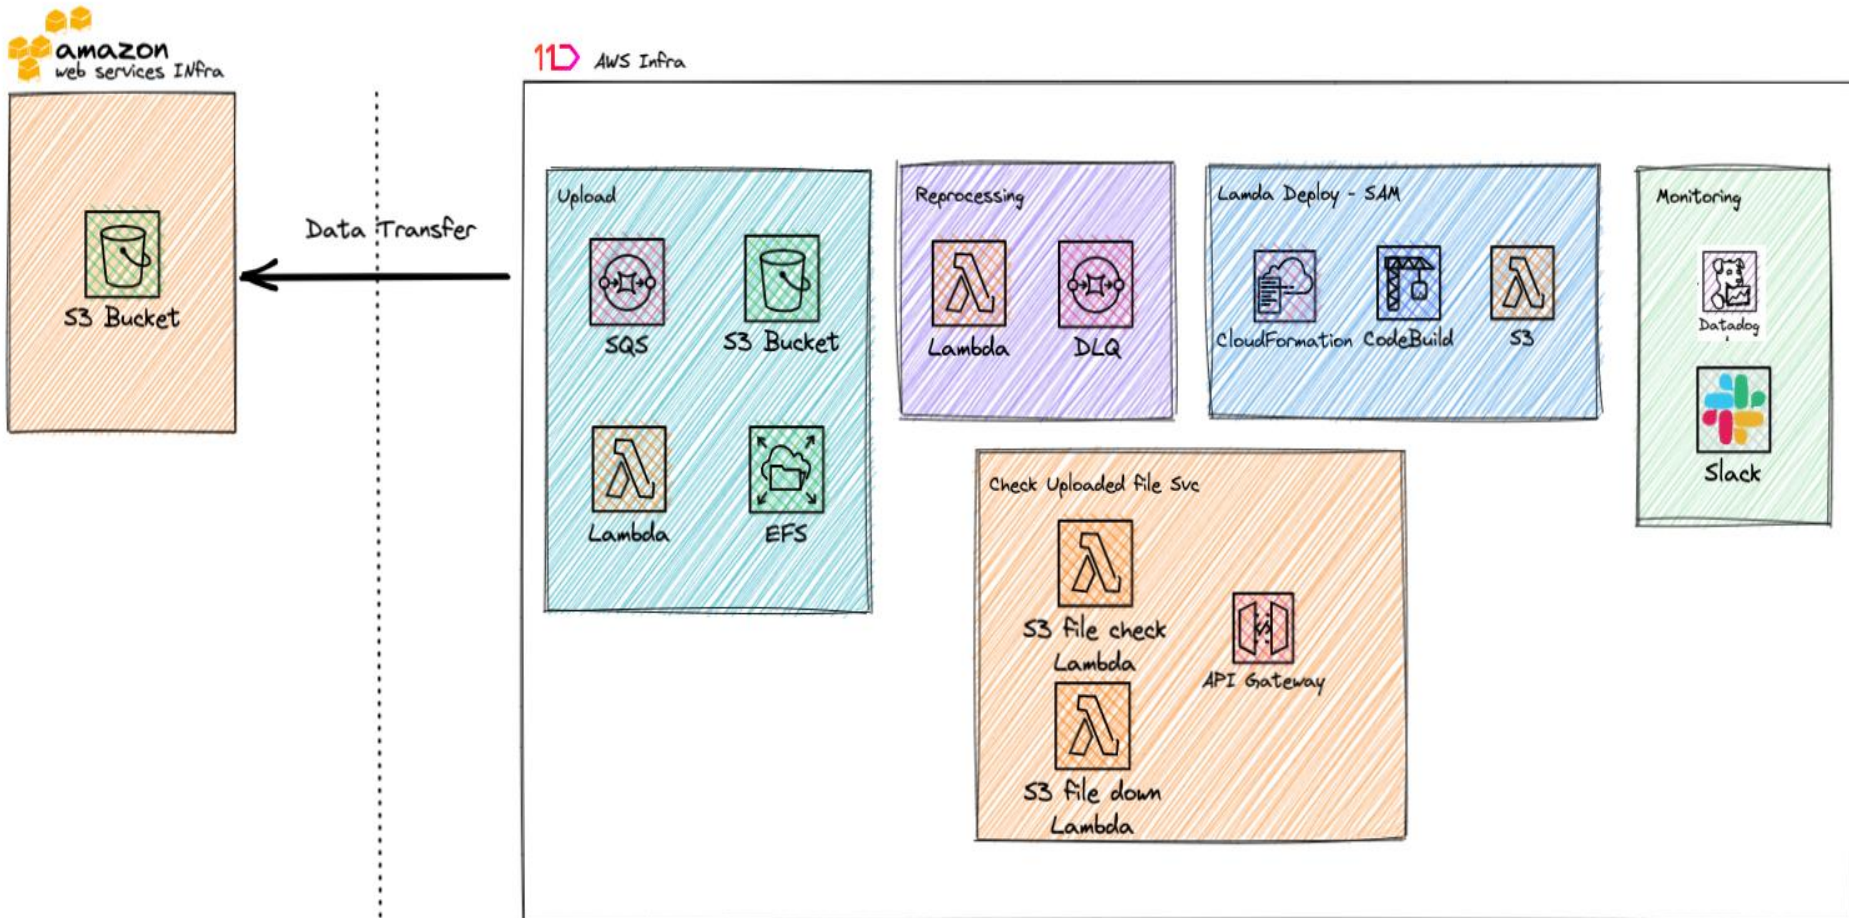 amazon
web services INfra
S3 Bucket
Data Transfer
11 AWS Infra
Upload
SQS
S3 Bucket
Lambda
EFS
Reprocessing
Lambda
DLQ
Lamda Deploy - SAM
CloudFormation
CodeBuild
S3
Monitoring
Datadog
Slack
Check Uploaded file Svc
S3 file check
Lambda
API Gateway
S3 file down
Lambda